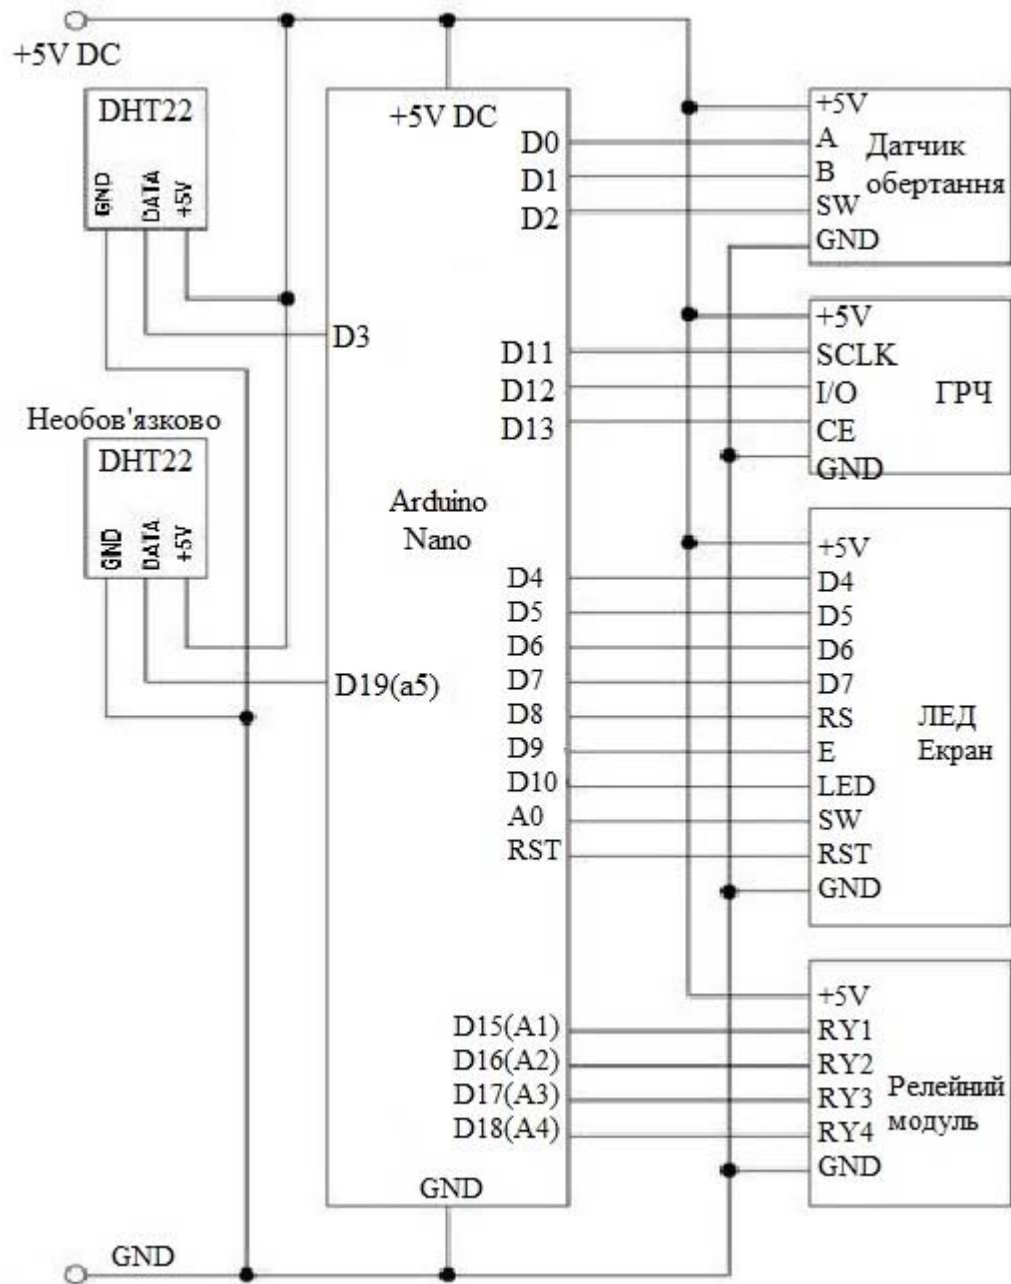 +5V DC
DHT22
GND
DATA
+5V
D3
Необов'язково
DHT22
GND
DATA
+5V
D19(a5)
GND
+5V DC
D0
D1
D2
D11
D12
D13
Arduino
Nano
D4
D5
D6
D7
D8
D9
D10
A0
RST
D15(A1)
D16(A2)
D17(A3)
D18(A4)
GND
+5V
A
B
SW
GND
Датчик
обертання
+5V
SCLK
I/O
CE
GND
ГРЧ
+5V
D4
D5
D6
D7
RS
E
LED
SW
RST
GND
ЛЕД
Екран
+5V
RY1
RY2
RY3
RY4
GND
Релейний
модуль